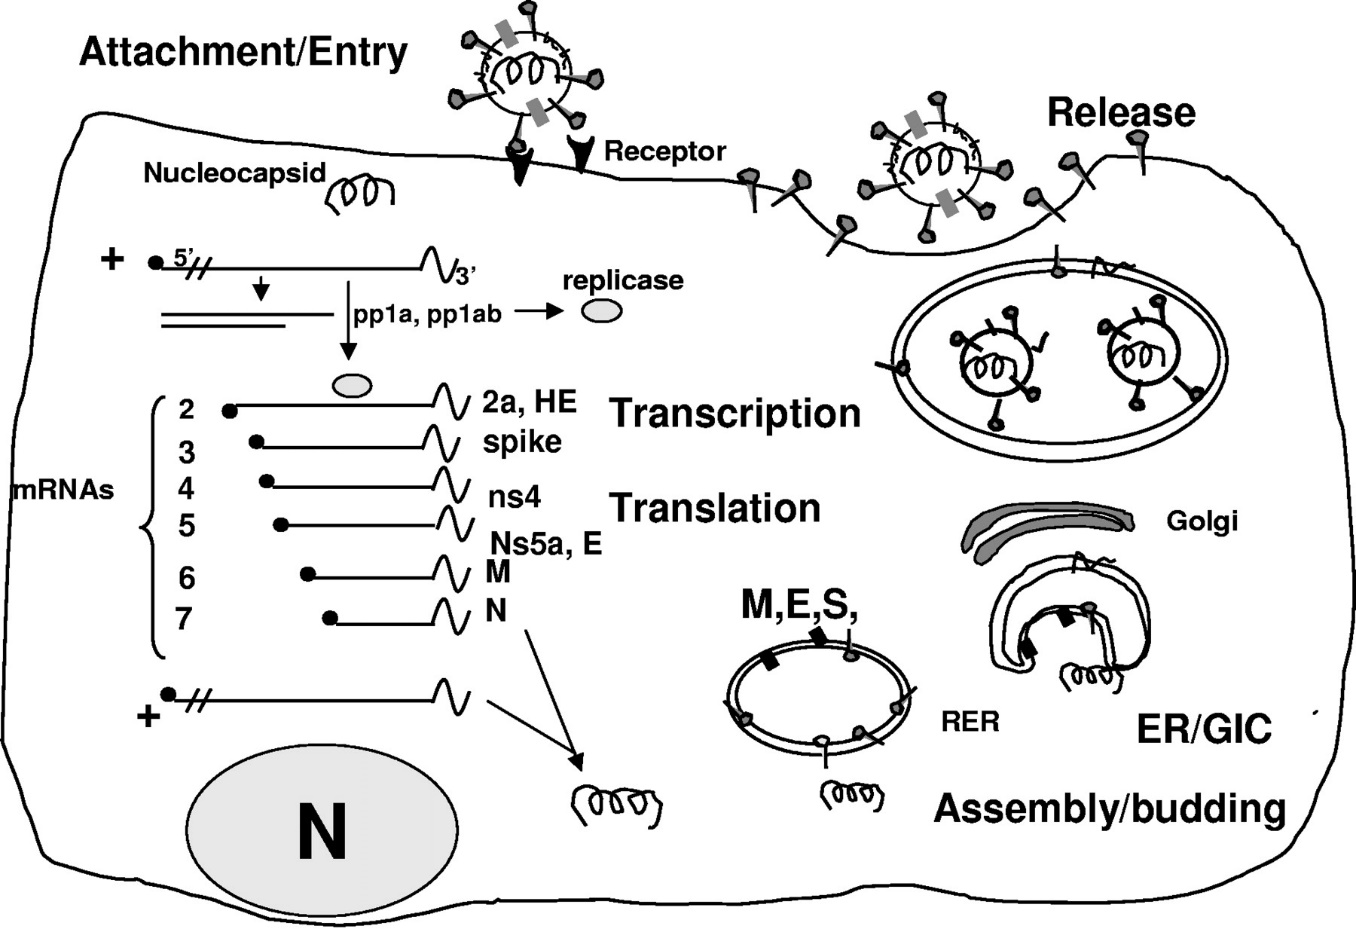 Attachment/Entry
Release
Receptor
Nucleocapsid
+ 5’ 3’
replicase
pp1a, pp1ab
2 2a, HE
Transcription
3 spike
mRNAs
4 ns4
Translation
5 Ns5a, E
Golgi
6 M
7 N
M,E,S,
+
RER
ER/GIC
N
Assembly/budding